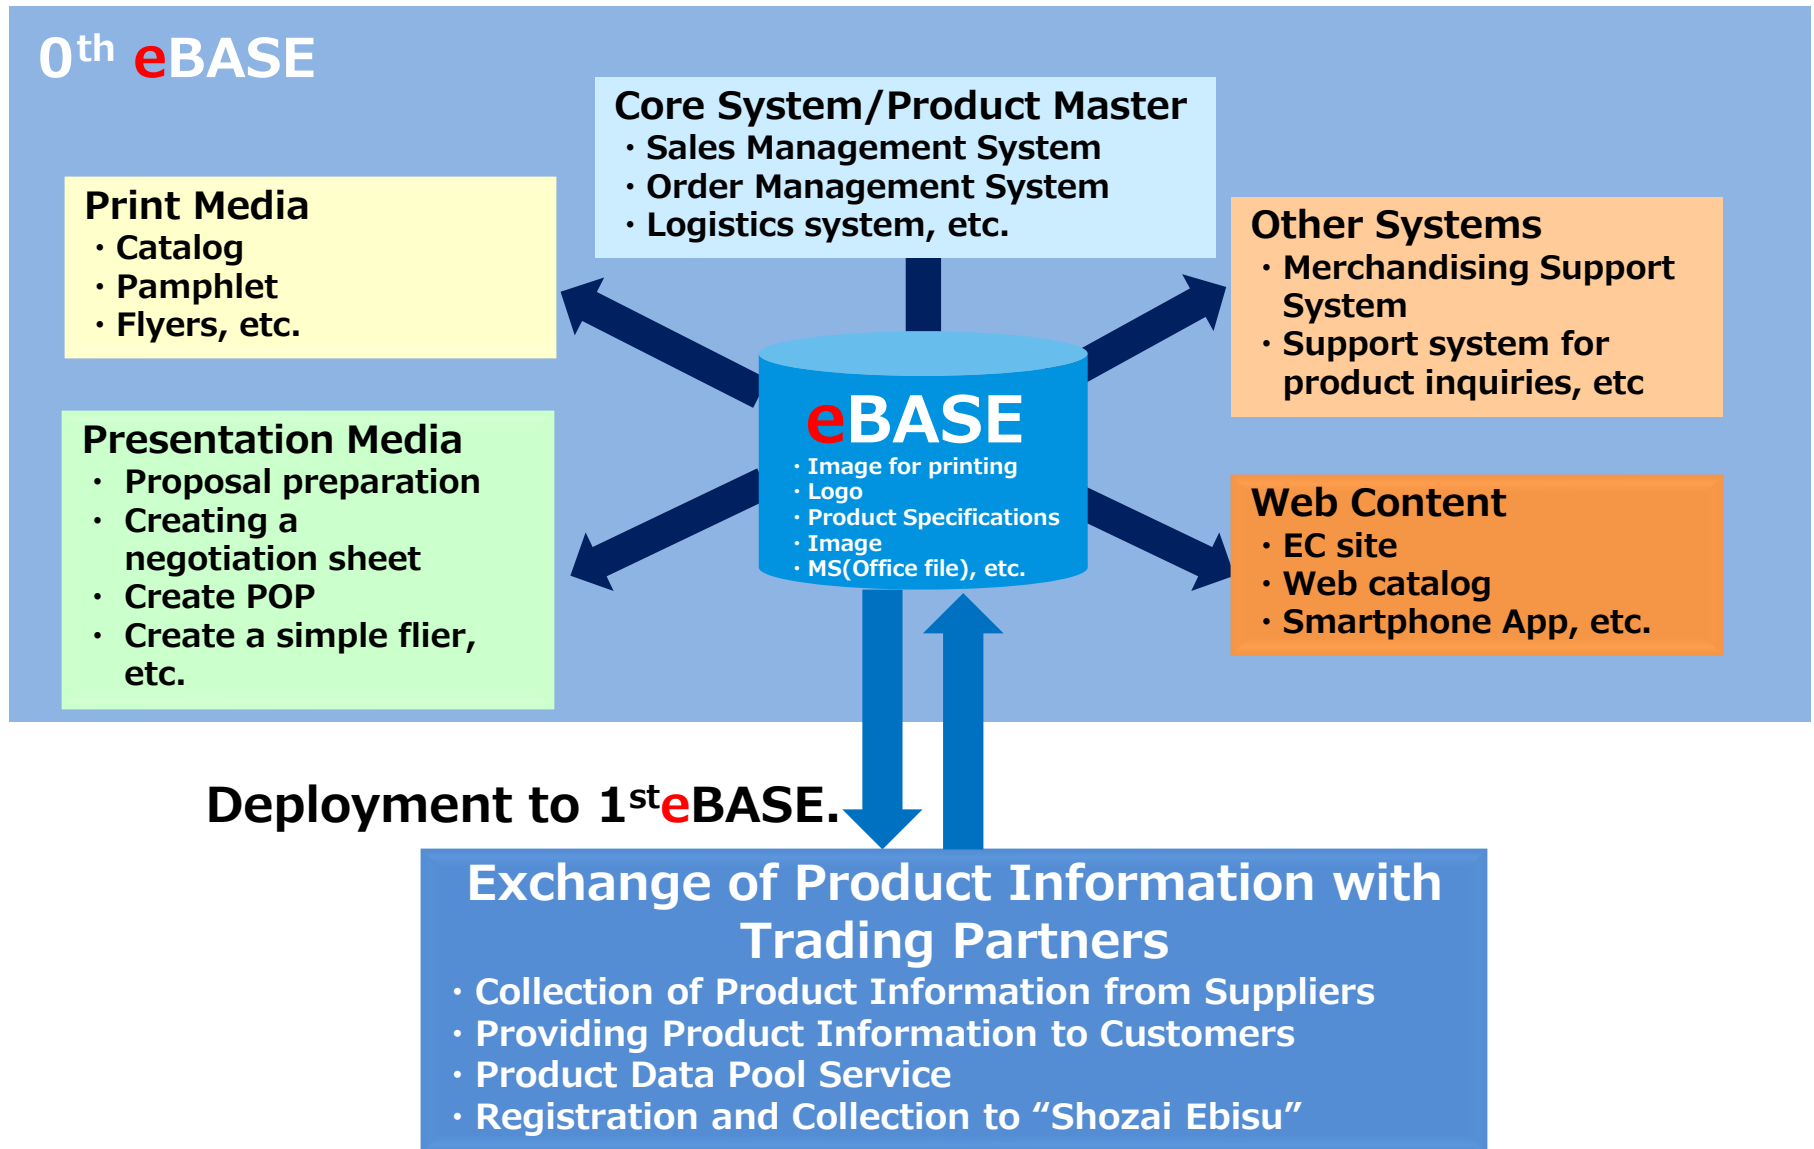 0th eBASE
Core System/Product Master
・Sales Management System
・Order Management System
・Logistics system, etc.
Print Media
・Catalog
・Pamphlet
・Flyers, etc.
Other Systems
・Merchandising Support
System
・Support system for
product inquiries, etc
Presentation Media
・ Proposal preparation
・ Creating a
negotiation sheet
・ Create POP
・ Create a simple flier,
etc.
eBASE
・Image for printing
・Logo
・Product Specifications
・Image
・MS(Office file), etc.
Web Content
・EC site
・Web catalog
・Smartphone App, etc.
Deployment to 1st eBASE.
Exchange of Product Information with
Trading Partners
・Collection of Product Information from Suppliers
・Providing Product Information to Customers
・Product Data Pool Service
・Registration and Collection to “Shozai Ebisu”